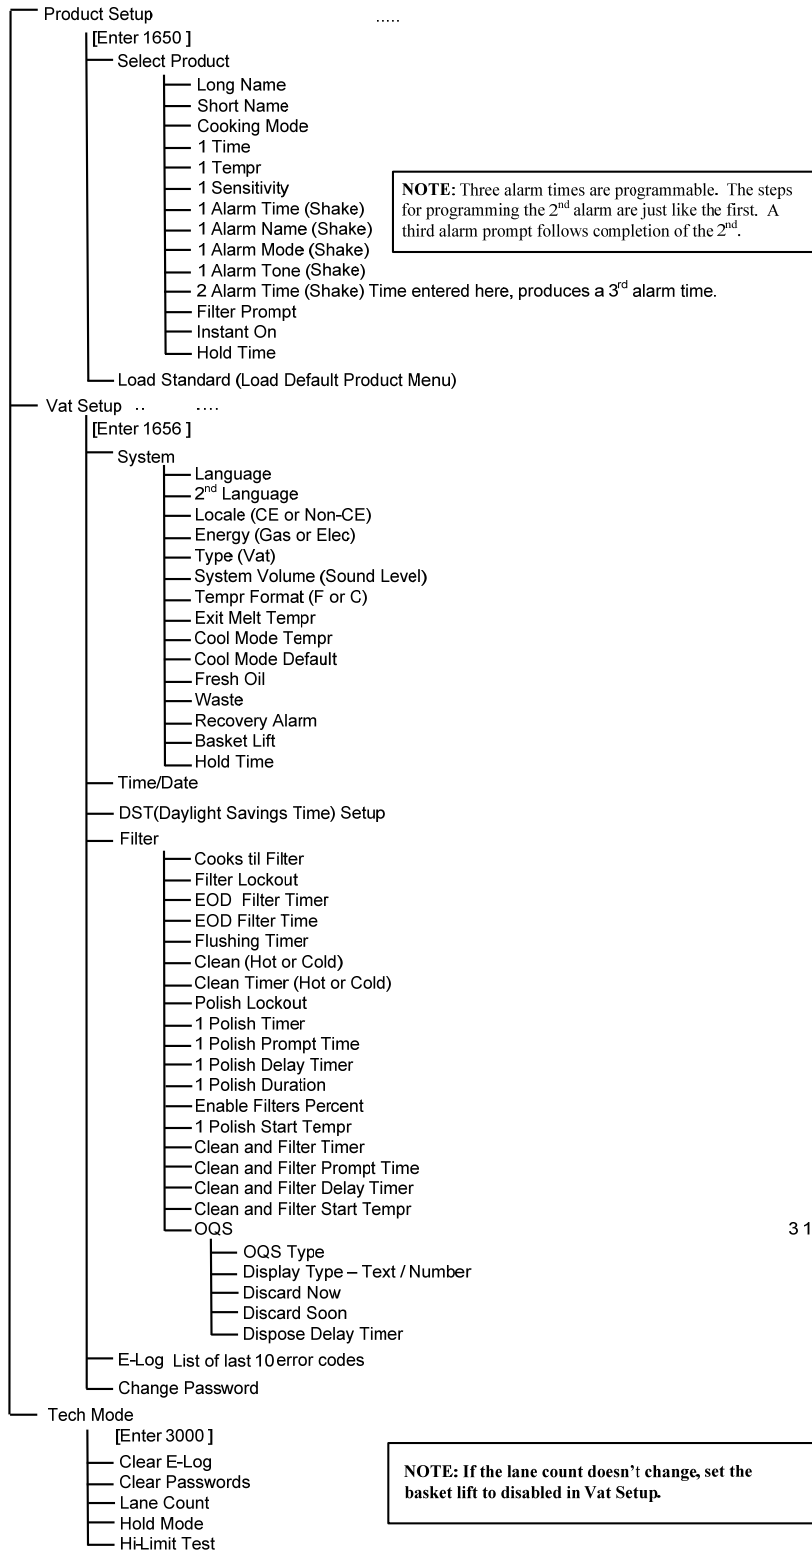 Product Setup .....
[Enter 1650 ]
Select Product
Long Name
Short Name
Cooking Mode
1 Time
1 Tempr
1 Sensitivity
1 Alarm Time (Shake)
1 Alarm Name (Shake)
1 Alarm Mode (Shake)
1 Alarm Tone (Shake)
2 Alarm Time (Shake) Time entered here, produces a 3rd alarm time.
Filter Prompt
Instant On
Hold Time
NOTE: Three alarm times are programmable. The steps
for programming the 2nd alarm are just like the first. A
third alarm prompt follows completion of the 2nd.
Load Standard (Load Default Product Menu)
Vat Setup .. ....
[Enter 1656 ]
System
Language
2nd Language
Locale (CE or Non-CE)
Energy (Gas or Elec)
Type (Vat)
System Volume (Sound Level)
Tempr Format (F or C)
Exit Melt Tempr
Cool Mode Tempr
Cool Mode Default
Fresh Oil
Waste
Recovery Alarm
Basket Lift
Hold Time
Time/Date
DST(Daylight Savings Time) Setup
Filter
Cooks til Filter
Filter Lockout
EOD Filter Timer
EOD Filter Time
Flushing Timer
Clean (Hot or Cold)
Clean Timer (Hot or Cold)
Polish Lockout
1 Polish Timer
1 Polish Prompt Time
1 Polish Delay Timer
1 Polish Duration
Enable Filters Percent
1 Polish Start Tempr
Clean and Filter Timer
Clean and Filter Prompt Time
Clean and Filter Delay Timer
Clean and Filter Start Tempr
OQS
31
OQS Type
Display Type – Text / Number
Discard Now
Discard Soon
Dispose Delay Timer
E-Log List of last 10 error codes
Change Password
Tech Mode
[Enter 3000 ]
Clear E-Log
Clear Passwords
Lane Count
Hold Mode
Hi-Limit Test
NOTE: If the lane count doesn't change, set the
basket lift to disabled in Vat Setup.